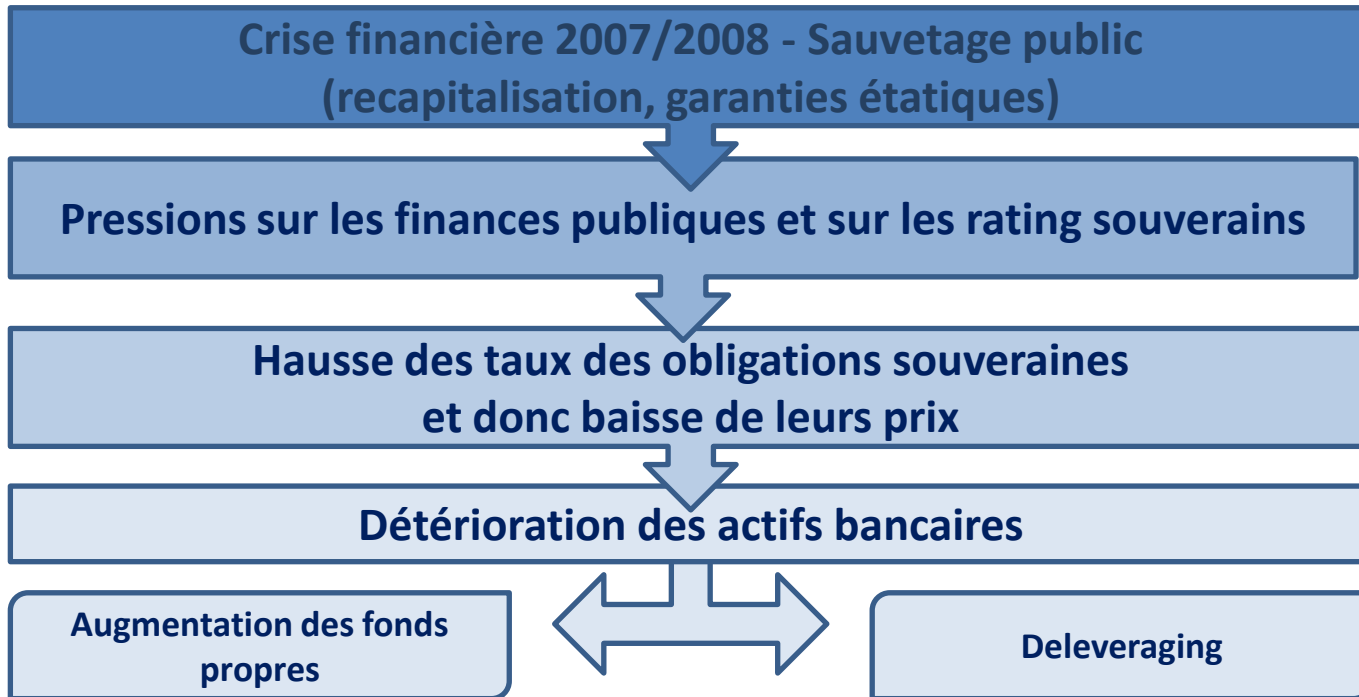 Crise financière 2007/2008 - Sauvetage public
(recapitalisation, garanties étatiques)
Pressions sur les finances publiques et sur les rating souverains
Hausse des taux des obligations souveraines
et donc baisse de leurs prix
Détérioration des actifs bancaires
Augmentation des fonds
propres
Deleveraging